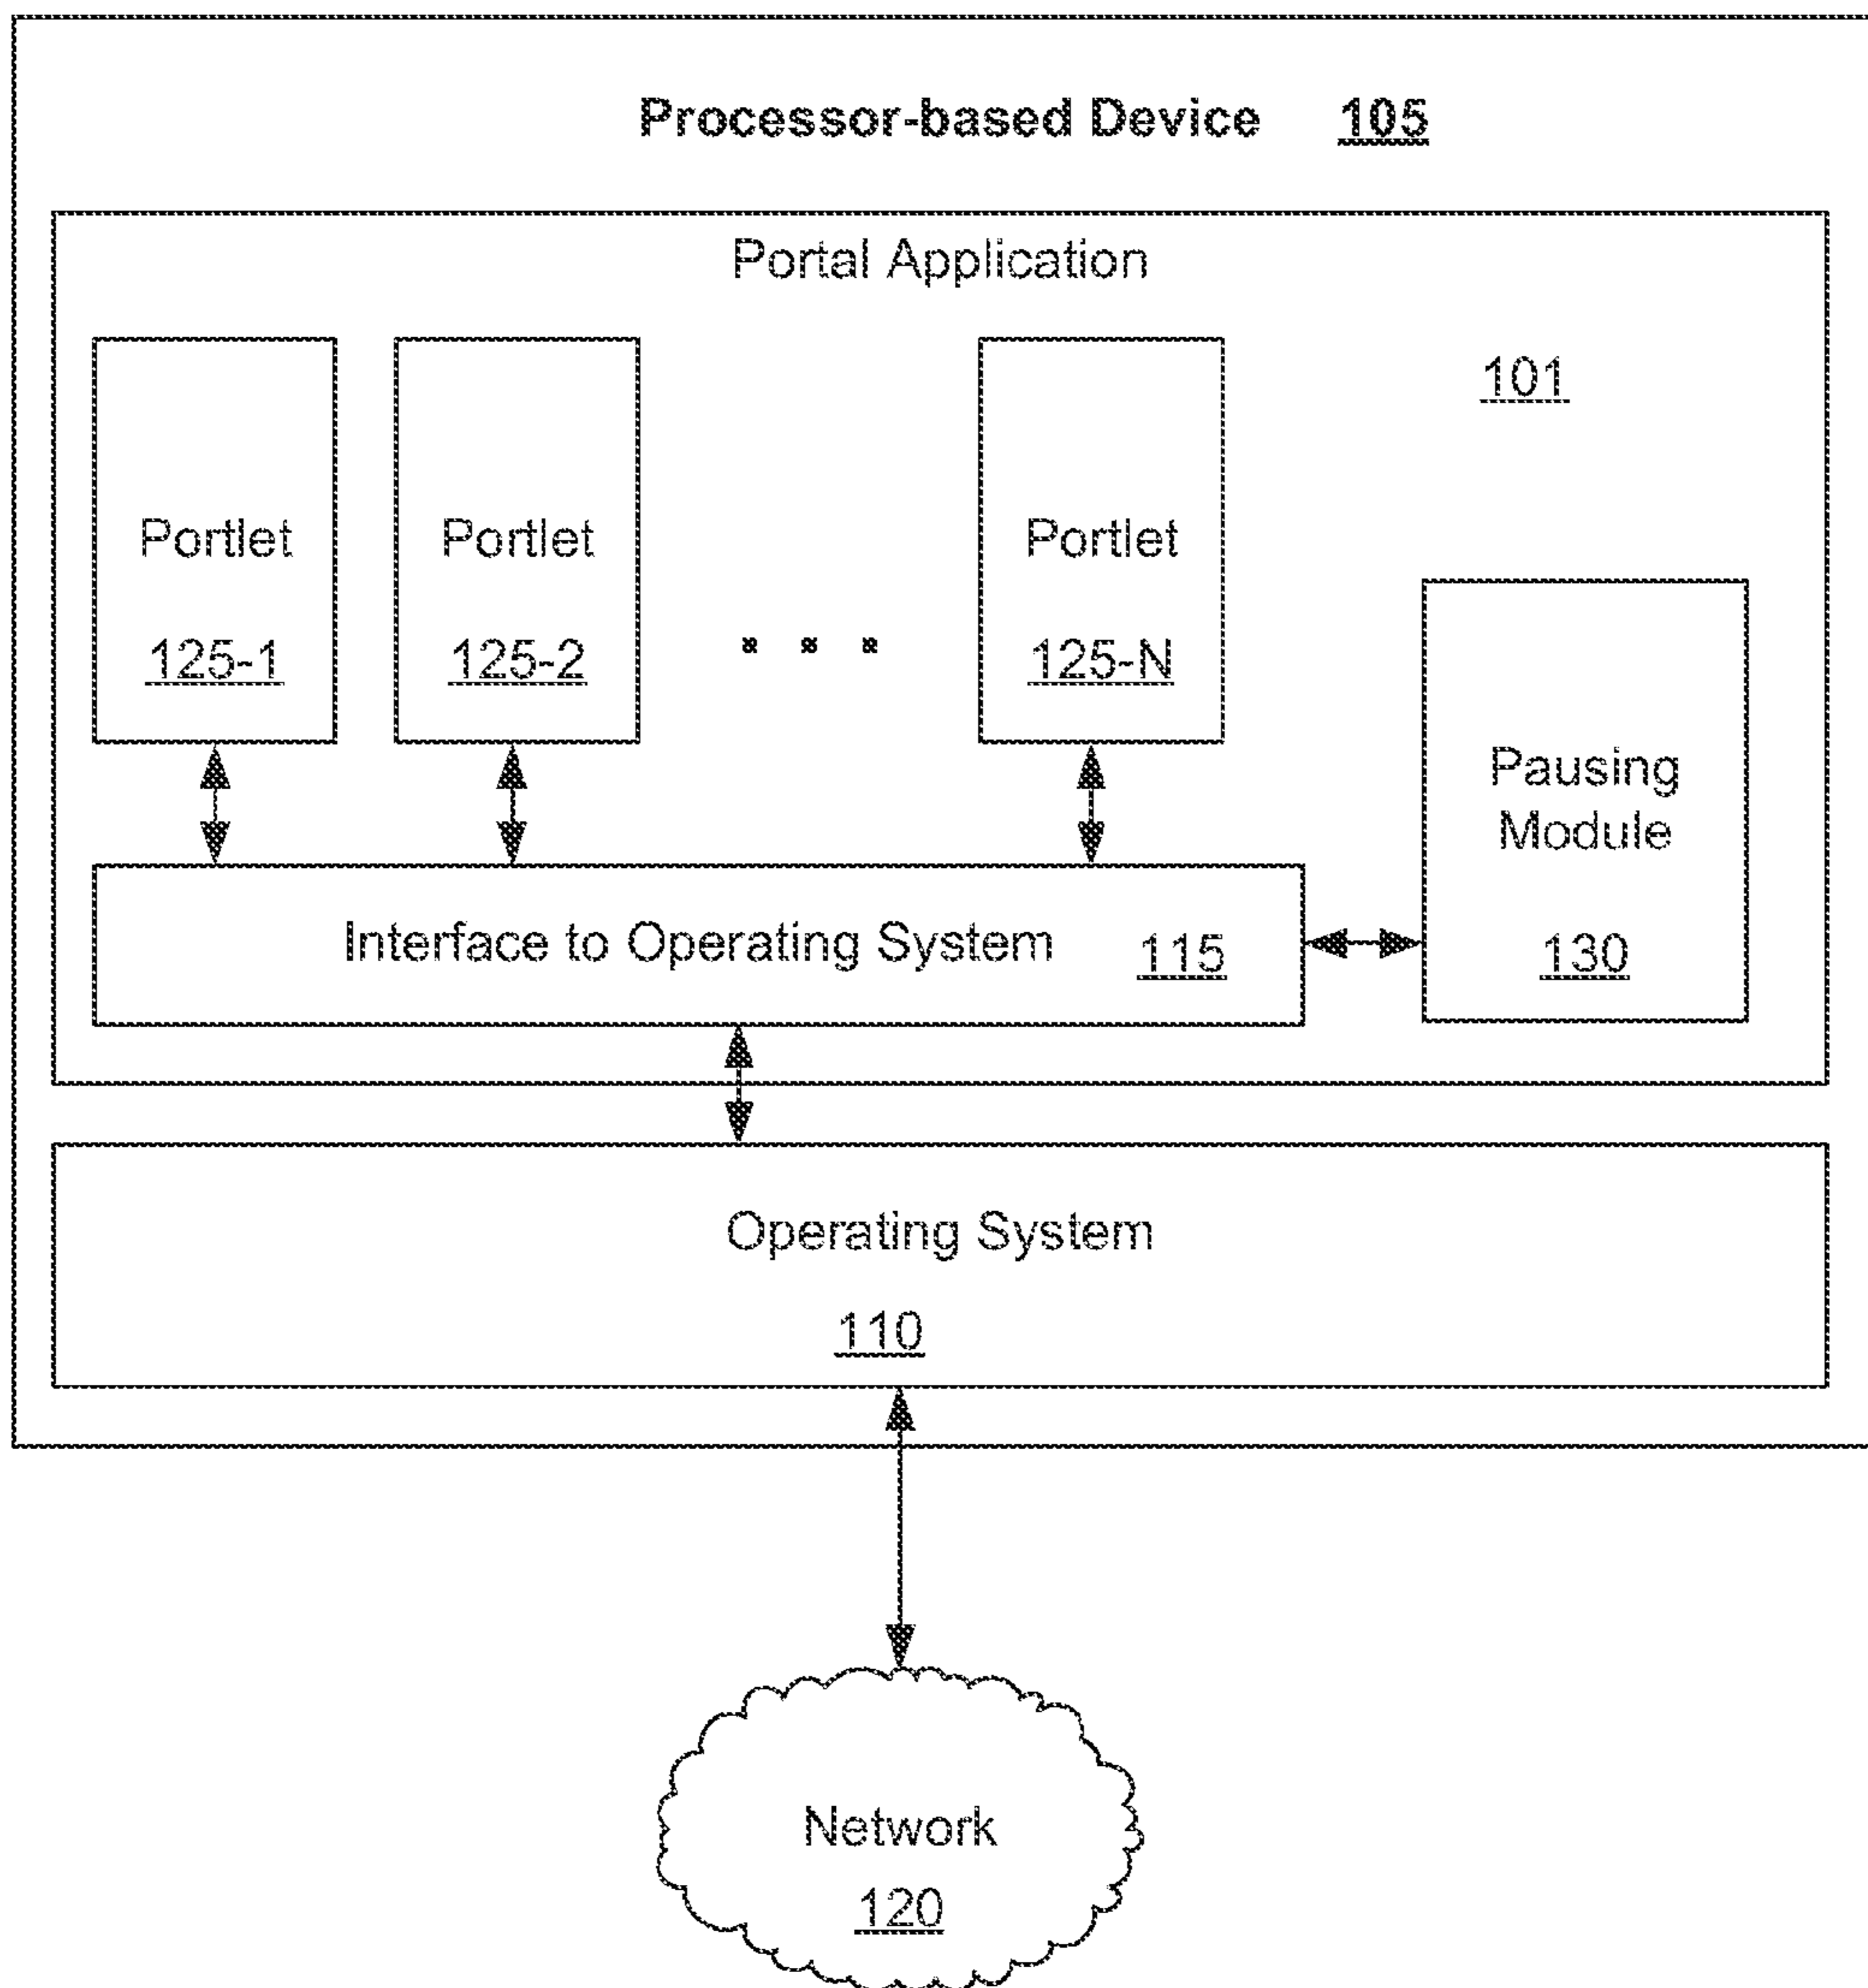 Processor-based Device 105
Portal Application
101
Portlet
125-1
Portlet
125-2
. . .
Portlet
125-N
Pausing
Module
130
Interface to Operating System 115
Operating System
110
Network
120